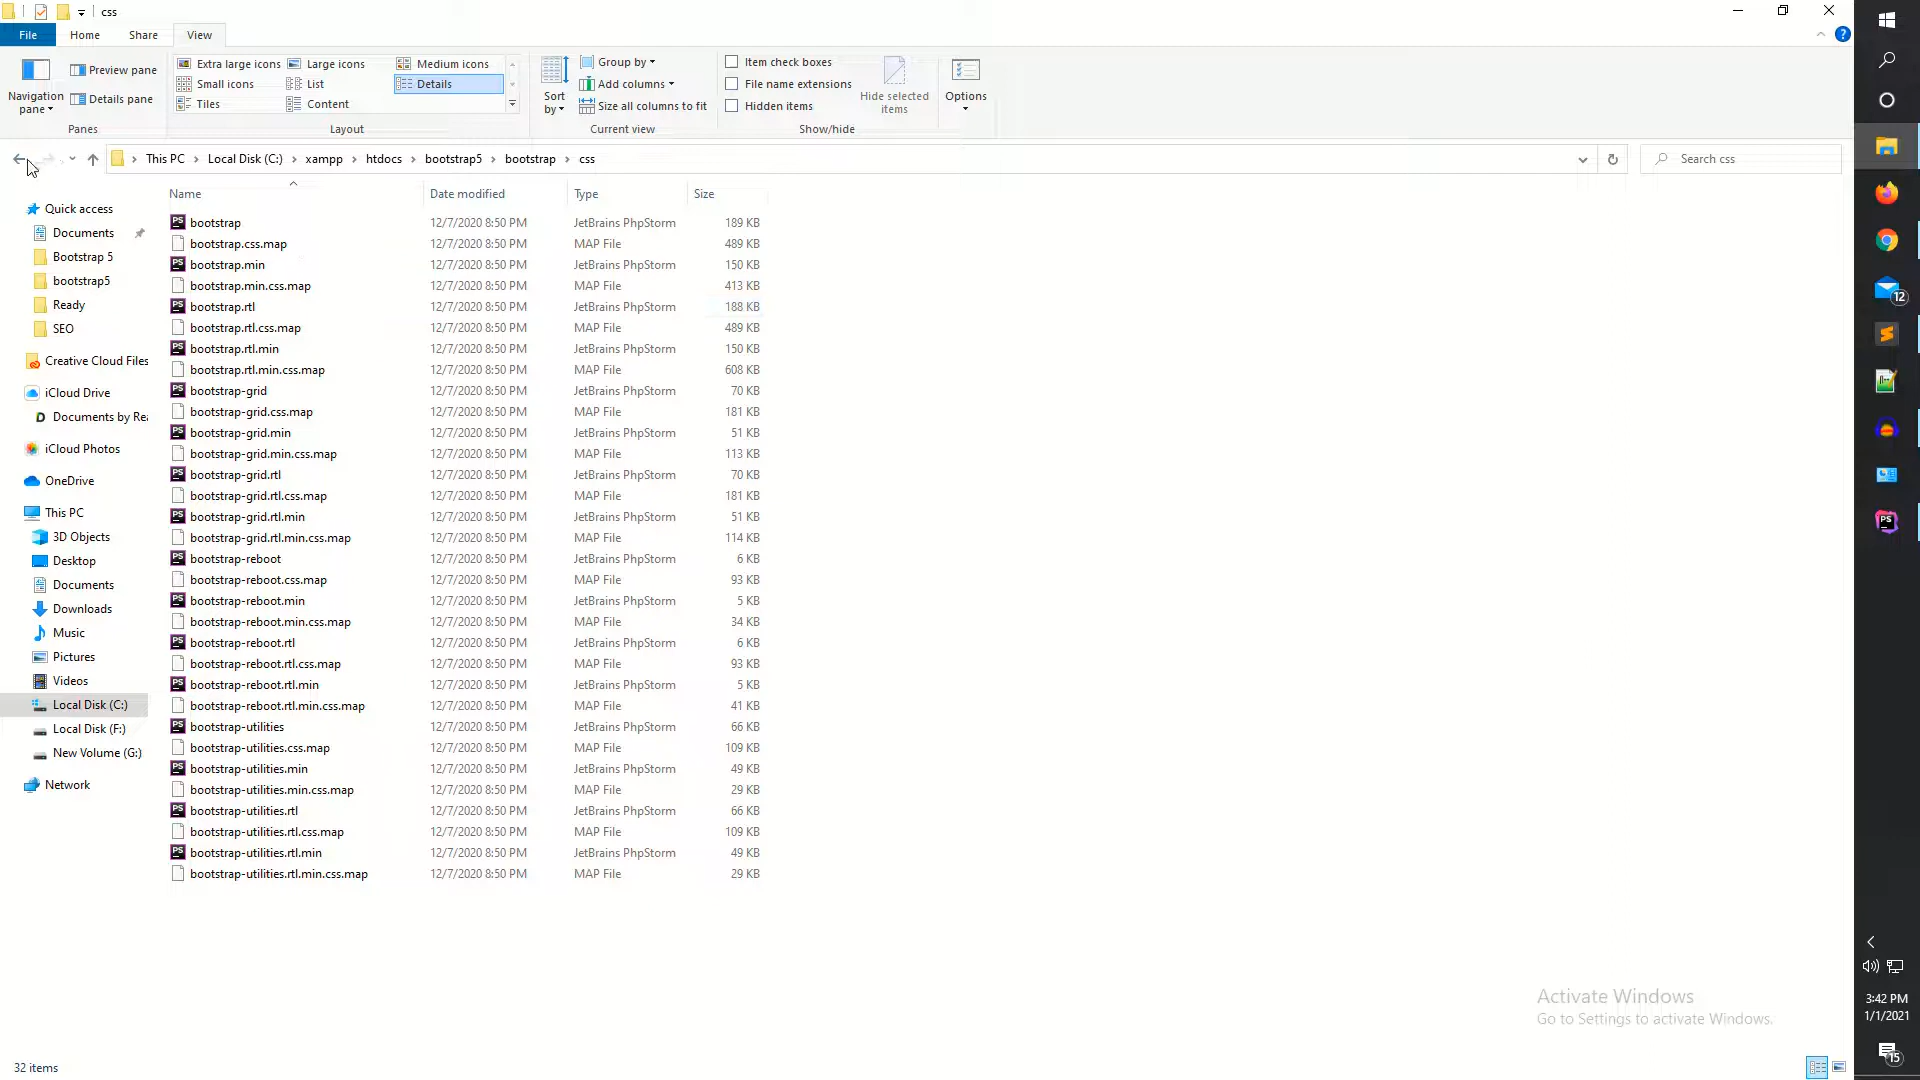 css
File Home Share View
Navigation pane
Preview pane
Details pane
Panes
Extra large icons Large icons Medium icons
Small icons List Details
Tiles Content
Layout
Sort by
Group by
Add columns
Size all columns to fit
Current view
Item check boxes
File name extensions
Hidden items
Hide selected items
Show/hide
Options
This PC Local Disk (C:) xampp htdocs bootstrap5 bootstrap css
Search css
Name Date modified Type Size
Quick access
Documents
Bootstrap 5
bootstrap5
Ready
SEO
Creative Cloud Files
iCloud Drive
Documents by Rea
iCloud Photos
OneDrive
This PC
3D Objects
Desktop
Documents
Downloads
Music
Pictures
Videos
Local Disk (C:)
Local Disk (F:)
New Volume (G:)
Network
bootstrap 12/7/2020 8:50 PM JetBrains PhpStorm 189 KB
bootstrap.css.map 12/7/2020 8:50 PM MAP File 489 KB
bootstrap.min 12/7/2020 8:50 PM JetBrains PhpStorm 150 KB
bootstrap.min.css.map 12/7/2020 8:50 PM MAP File 413 KB
bootstrap.rtl 12/7/2020 8:50 PM JetBrains PhpStorm 188 KB
bootstrap.rtl.css.map 12/7/2020 8:50 PM MAP File 489 KB
bootstrap.rtl.min 12/7/2020 8:50 PM JetBrains PhpStorm 150 KB
bootstrap.rtl.min.css.map 12/7/2020 8:50 PM MAP File 608 KB
bootstrap-grid 12/7/2020 8:50 PM JetBrains PhpStorm 70 KB
bootstrap-grid.css.map 12/7/2020 8:50 PM MAP File 181 KB
bootstrap-grid.min 12/7/2020 8:50 PM JetBrains PhpStorm 51 KB
bootstrap-grid.min.css.map 12/7/2020 8:50 PM MAP File 113 KB
bootstrap-grid.rtl 12/7/2020 8:50 PM JetBrains PhpStorm 70 KB
bootstrap-grid.rtl.css.map 12/7/2020 8:50 PM MAP File 181 KB
bootstrap-grid.rtl.min 12/7/2020 8:50 PM JetBrains PhpStorm 51 KB
bootstrap-grid.rtl.min.css.map 12/7/2020 8:50 PM MAP File 114 KB
bootstrap-reboot 12/7/2020 8:50 PM JetBrains PhpStorm 6 KB
bootstrap-reboot.css.map 12/7/2020 8:50 PM MAP File 93 KB
bootstrap-reboot.min 12/7/2020 8:50 PM JetBrains PhpStorm 5 KB
bootstrap-reboot.min.css.map 12/7/2020 8:50 PM MAP File 34 KB
bootstrap-reboot.rtl 12/7/2020 8:50 PM JetBrains PhpStorm 6 KB
bootstrap-reboot.rtl.css.map 12/7/2020 8:50 PM MAP File 93 KB
bootstrap-reboot.rtl.min 12/7/2020 8:50 PM JetBrains PhpStorm 5 KB
bootstrap-reboot.rtl.min.css.map 12/7/2020 8:50 PM MAP File 41 KB
bootstrap-utilities 12/7/2020 8:50 PM JetBrains PhpStorm 66 KB
bootstrap-utilities.css.map 12/7/2020 8:50 PM MAP File 109 KB
bootstrap-utilities.min 12/7/2020 8:50 PM JetBrains PhpStorm 49 KB
bootstrap-utilities.min.css.map 12/7/2020 8:50 PM MAP File 29 KB
bootstrap-utilities.rtl 12/7/2020 8:50 PM JetBrains PhpStorm 66 KB
bootstrap-utilities.rtl.css.map 12/7/2020 8:50 PM MAP File 109 KB
bootstrap-utilities.rtl.min 12/7/2020 8:50 PM JetBrains PhpStorm 49 KB
bootstrap-utilities.rtl.min.css.map 12/7/2020 8:50 PM MAP File 29 KB
Activate Windows
Go to Settings to activate Windows.
32 items
12
PS
3:42 PM
1/1/2021
15